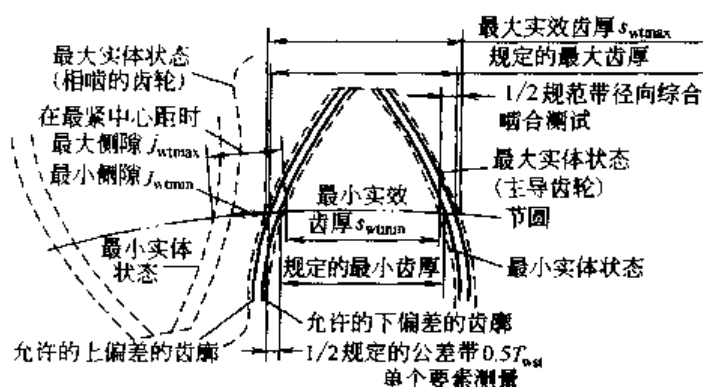 最大实效齿厚 s_wtmax
规定的最大齿厚
最大实体状态
(相啮的齿轮)
1/2 规范带径向综合
啮合测试
在最紧中心距时
最大侧隙 j_wtmax
最小侧隙 j_wtmin
最大实体状态
(主导齿轮)
最小实效
齿厚 s_wtmin
节圆
最小实体
状态
规定的最小齿厚
最小实体状态
允许的下偏差的齿廓
允许的上偏差的齿廓
1/2 规定的公差带 0.5T_wst
单个要素测量